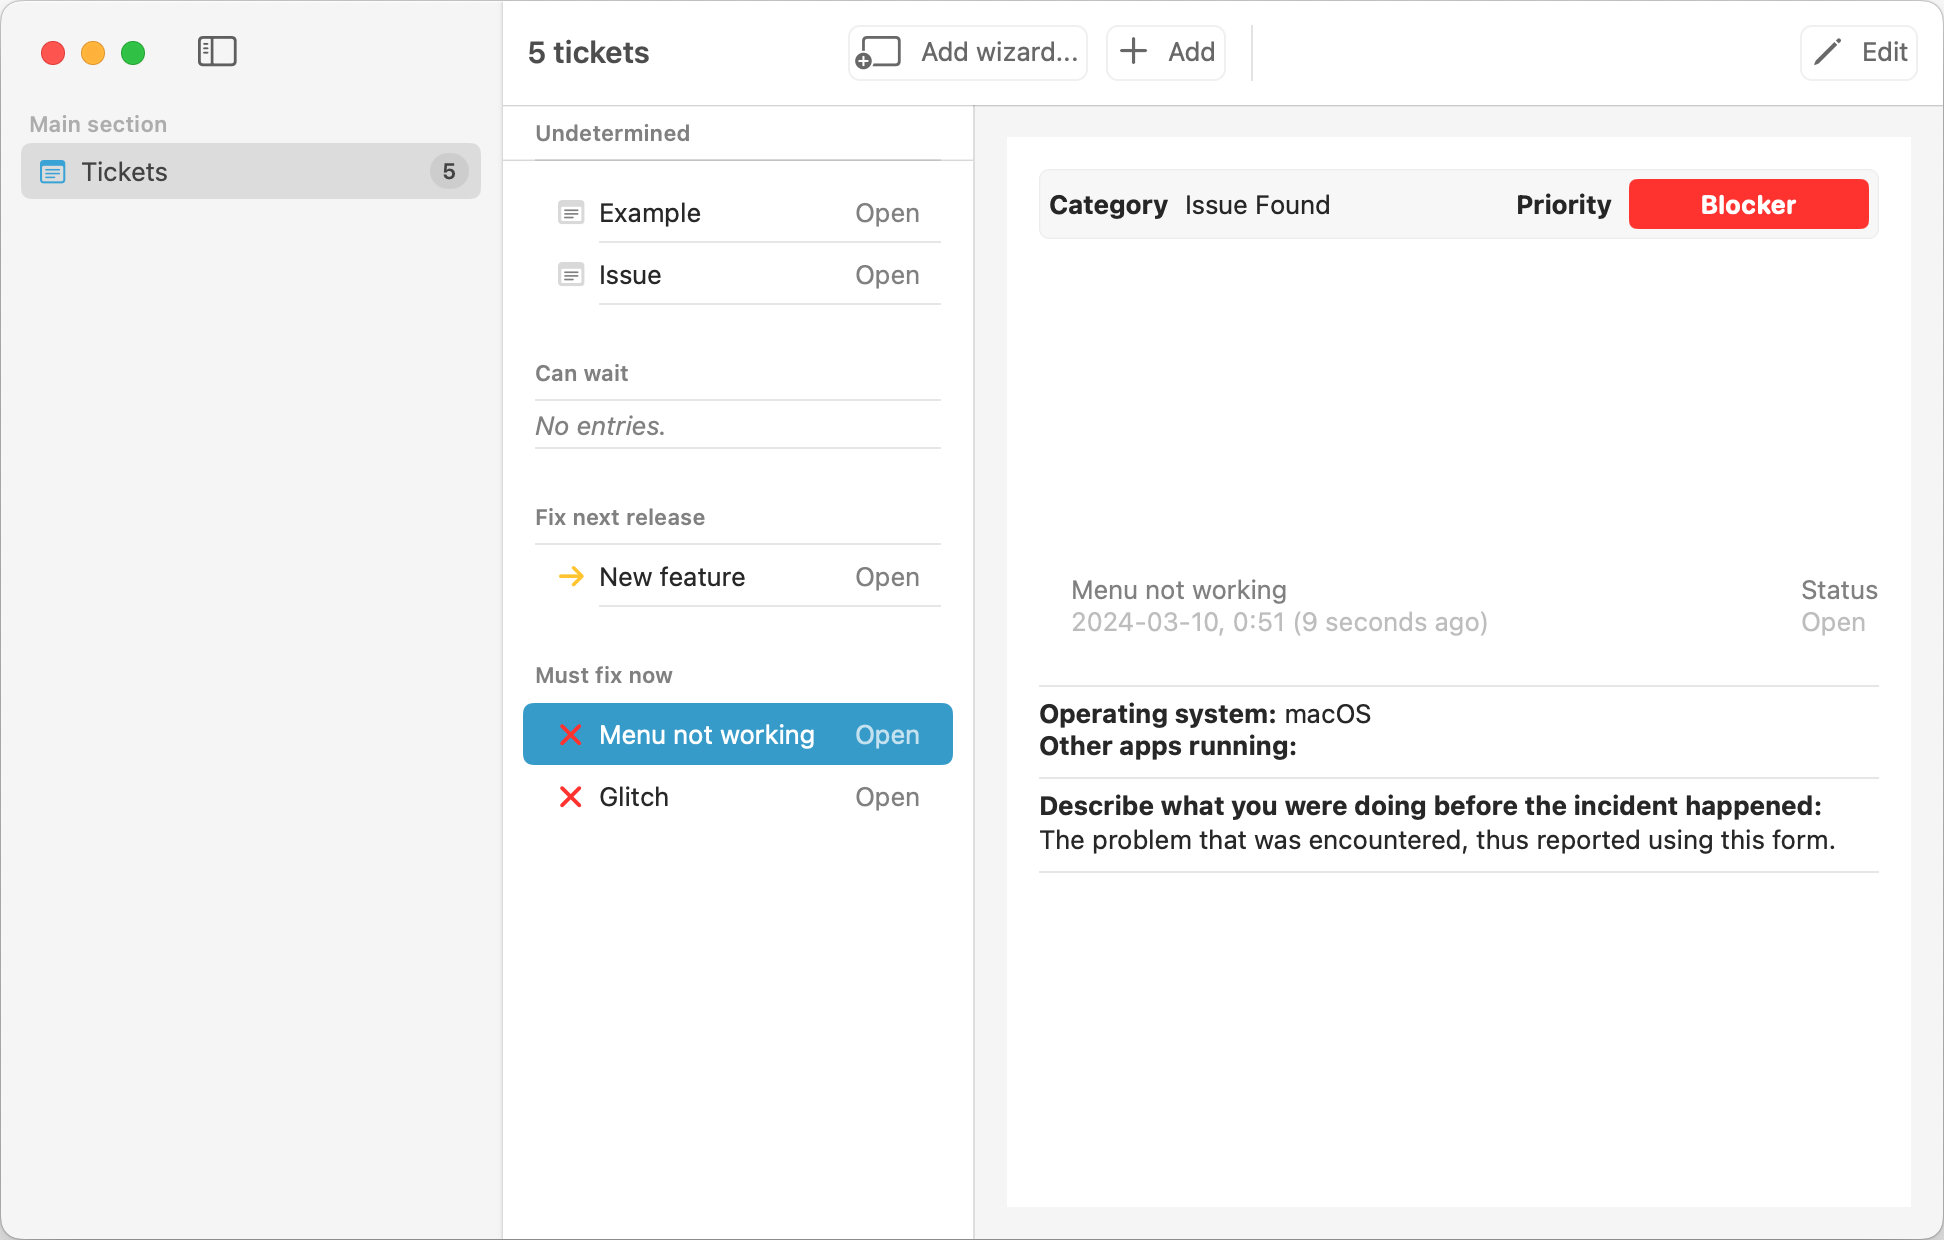 Main section
Tickets 5
5 tickets
Add wizard...
Add
Edit
Undetermined
Example Open
Issue Open
Can wait
No entries.
Fix next release
New feature Open
Must fix now
Menu not working Open
Glitch Open
Category Issue Found Priority Blocker
Menu not working Status
2024-03-10, 0:51 (9 seconds ago) Open
Operating system: macOS
Other apps running:
Describe what you were doing before the incident happened:
The problem that was encountered, thus reported using this form.